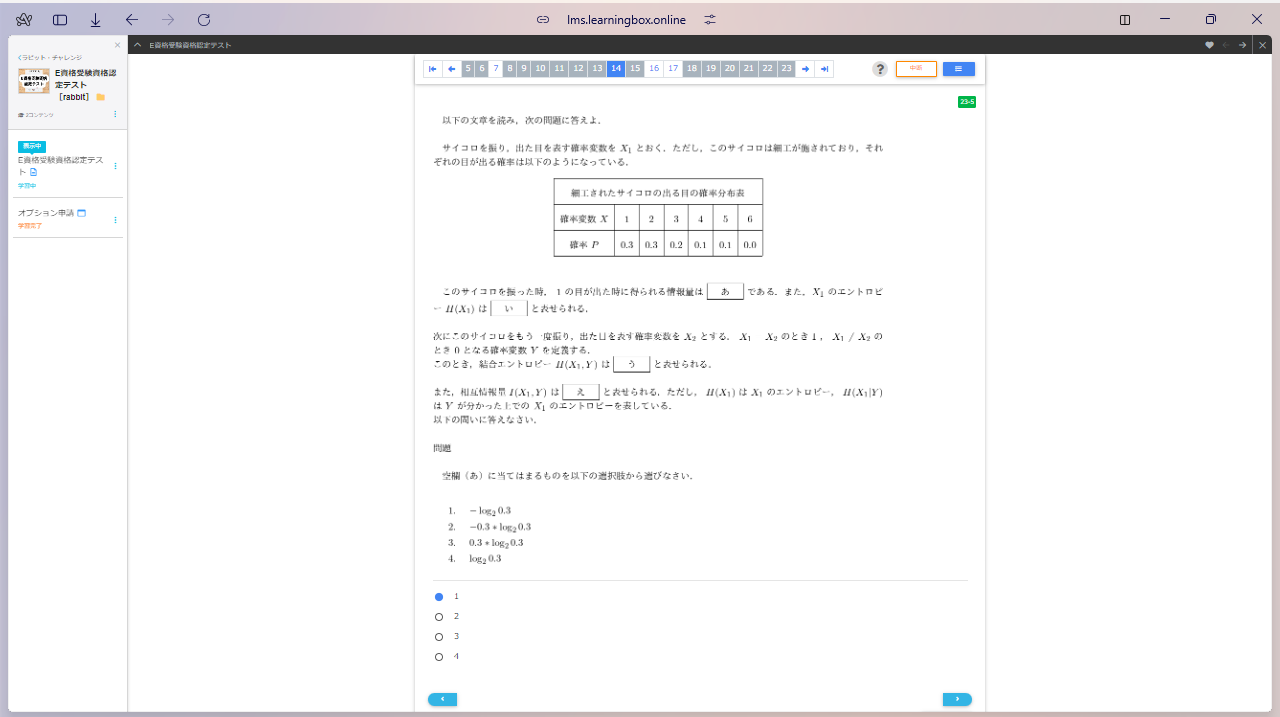 lms.learningbox.online
E資格受験資格認定テスト
くラビット・チャレンジ
E資格受験資格認定テスト
［rabbit］
2コンテンツ
表示中
E資格受験資格認定テスト
学習中
オプション申請
学習完了
5 6 7 8 9 10 11 12 13 14 15 16 17 18 19 20 21 22 23
?
中断
23-5
以下の文章を読み，次の問題に答えよ．
サイコロを振り，出た目を表す確率変数を X₁ とおく．ただし，このサイコロは細工が施されており，それ
ぞれの目が出る確率は以下のようになっている．
細工されたサイコロの出る目の確率分布表
確率変数 X 1 2 3 4 5 6
確率 P 0.3 0.3 0.2 0.1 0.1 0.0
このサイコロを振った時，1 の目が出た時に得られる情報量は あ である．また，X₁ のエントロピ
ー H(X₁) は い と表せられる．
次にこのサイコロをもう一度振り，出た目を表す確率変数を X₂ とする． X₁ X₂ のとき 1 ， X₁ / X₂ の
とき 0 となる確率変数 Y を定義する．
このとき，結合エントロピー H(X₁, Y) は う と表せられる．
また，相互情報量 I(X₁, Y) は え と表せられる．ただし， H(X₁) は X₁ のエントロピー， H(X₁|Y)
は Y が分かった上での X₁ のエントロピーを表している．
以下の問いに答えなさい．
問題
空欄（あ）に当てはまるものを以下の選択肢から選びなさい．
1. − log₂ 0.3
2. −0.3 * log₂ 0.3
3. 0.3 * log₂ 0.3
4. log₂ 0.3
1
2
3
4